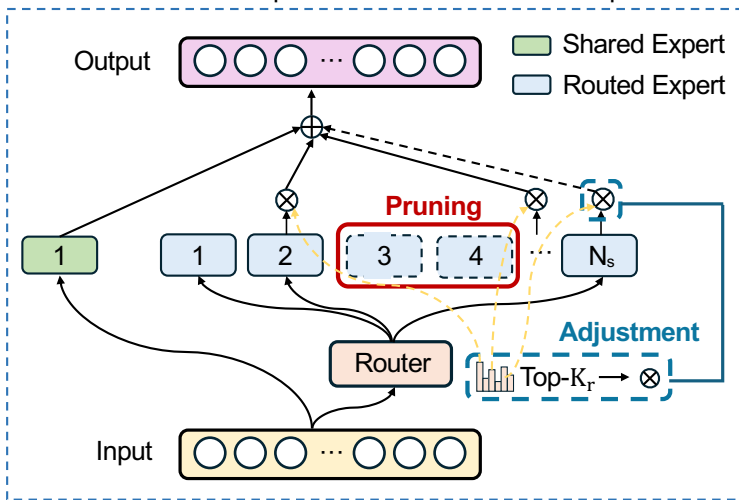 Output
...
Shared Expert
Routed Expert
Pruning
1
1
2
3
4
...
Nₛ
Adjustment
Router
Top-Kᵣ
Input
...